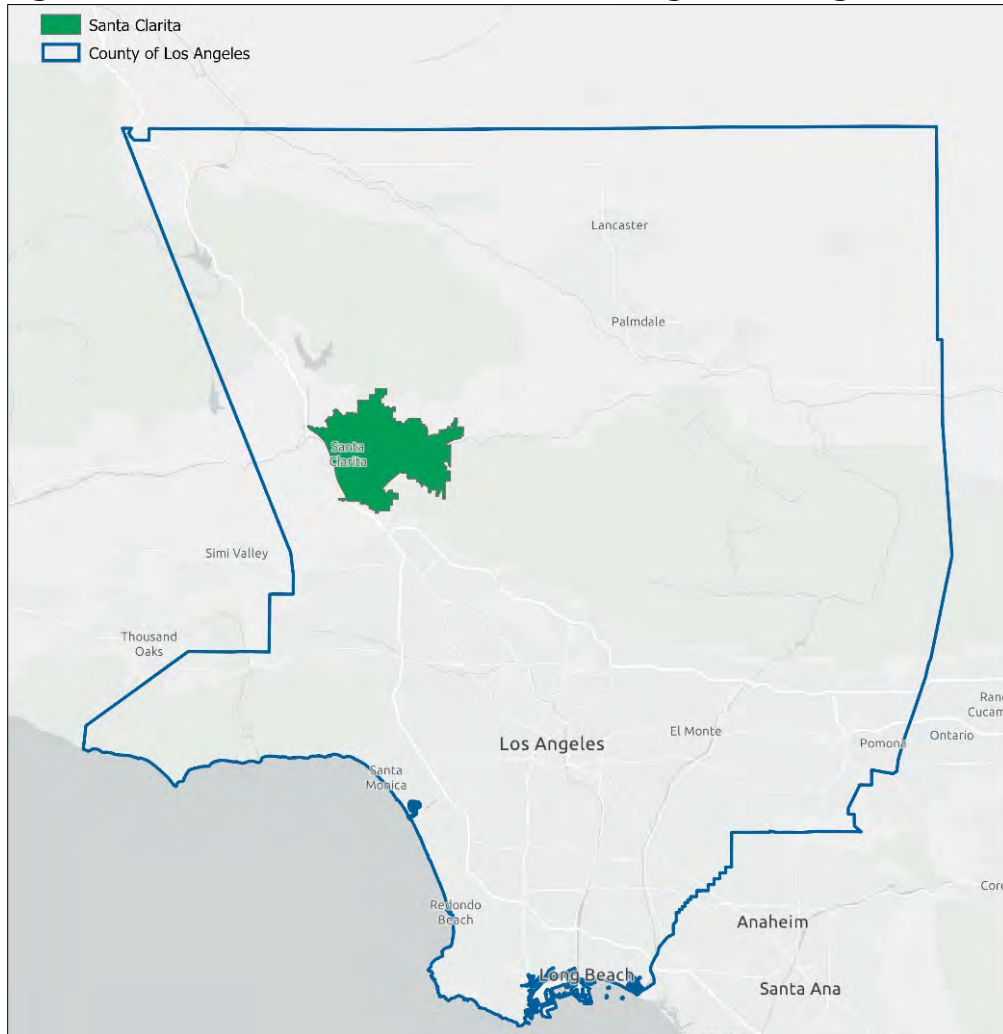 Santa Clarita
County of Los Angeles
Lancaster
Palmdale
Santa
Clarita
Simi Valley
Thousand
Oaks
Los Angeles
El Monte
Pomona
Ontario
Santa
Monica
Redondo
Beach
Anaheim
Long Beach
Santa Ana